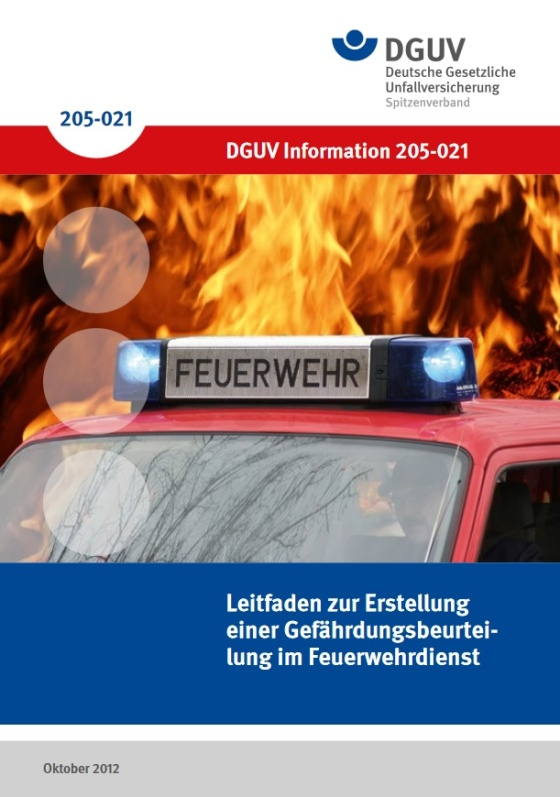 DGUV
Deutsche Gesetzliche
Unfallversicherung
Spitzenverband
205-021
DGUV Information 205-021
FEUERWEHR
Leitfaden zur Erstellung
einer Gefährdungsbeurtei-
lung im Feuerwehrdienst
Oktober 2012